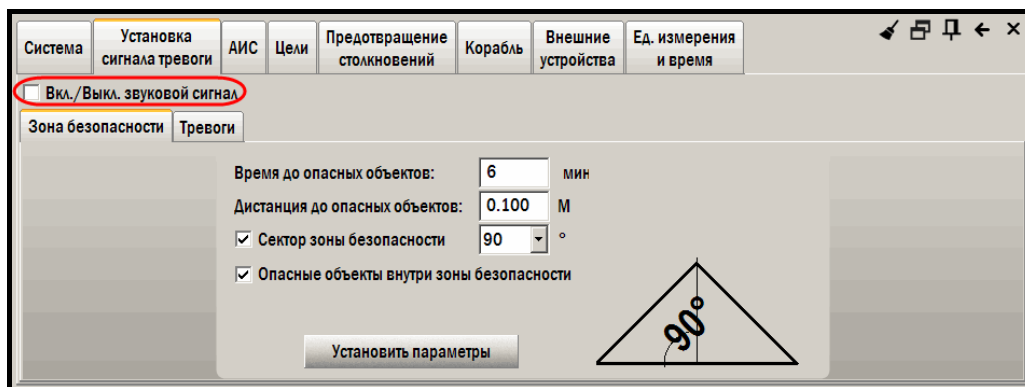 Система
Установка
сигнала тревоги
АИС
Цели
Предотвращение
столкновений
Корабль
Внешние
устройства
Ед. измерения
и время
Вкл./Выкл. звуковой сигнал
Зона безопасности
Тревоги
Время до опасных объектов: 6 мин
Дистанция до опасных объектов: 0.100 М
Сектор зоны безопасности 90 °
Опасные объекты внутри зоны безопасности
90°
Установить параметры